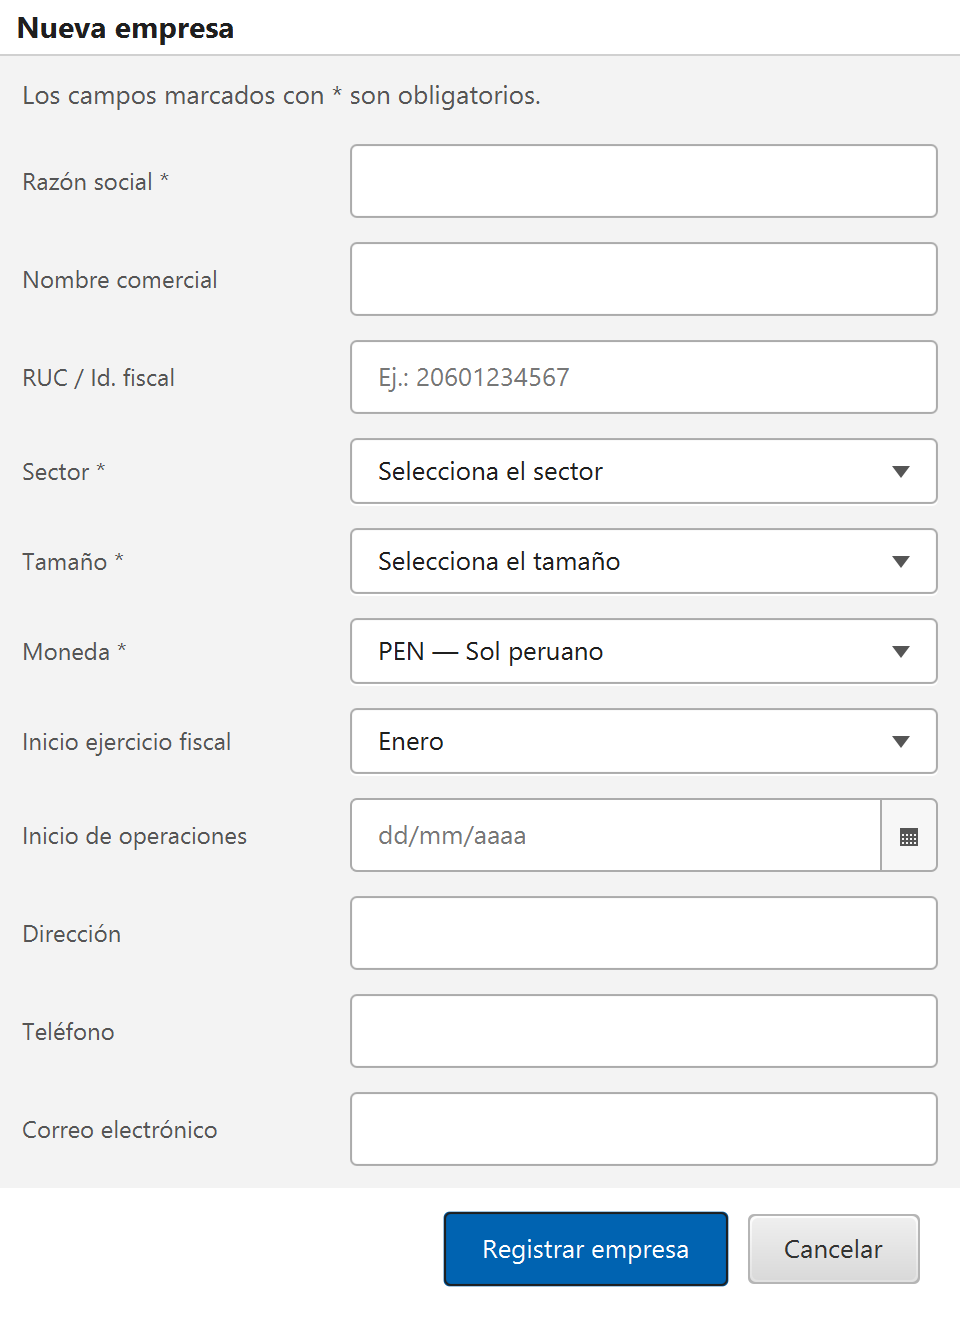 Nueva empresa
Los campos marcados con * son obligatorios.
Razón social *
Nombre comercial
RUC / Id. fiscal
Ej.: 20601234567
Sector *
Selecciona el sector
Tamaño *
Selecciona el tamaño
Moneda *
PEN — Sol peruano
Inicio ejercicio fiscal
Enero
Inicio de operaciones
dd/mm/aaaa
Dirección
Teléfono
Correo electrónico
Registrar empresa
Cancelar